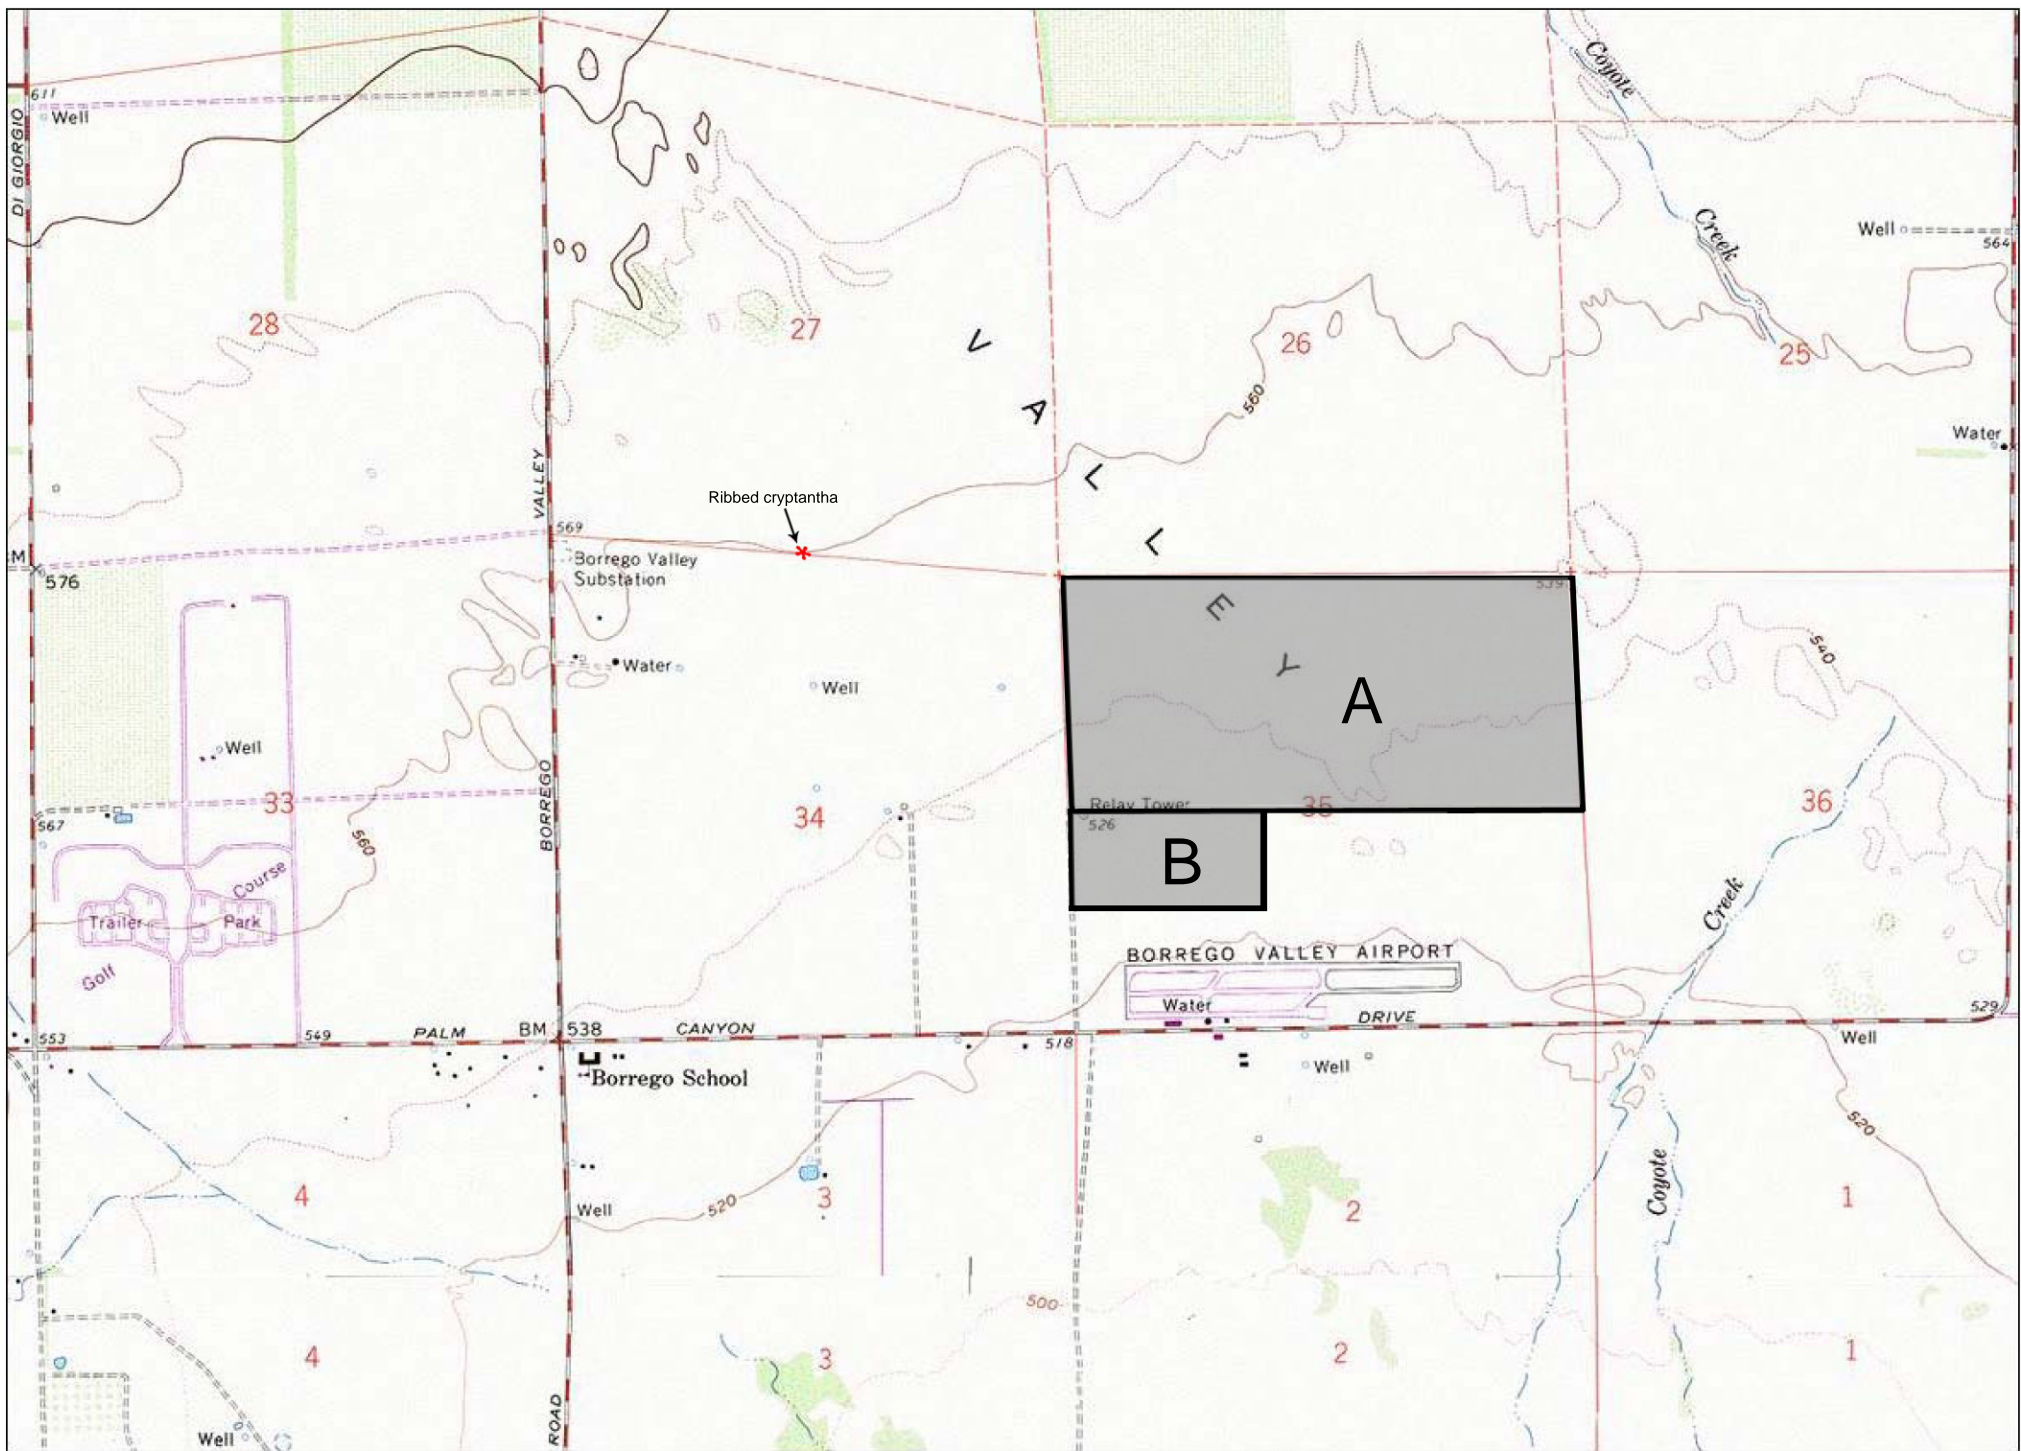 Coyote
611
Well
DI GIORGIO
Creek
Well
564
28
27
V
26
25
A
560
Water
VALLEY
L
Ribbed cryptantha
569
L
M
Borrego Valley
Substation
576
539
E
Y
540
Water
Well
A
Well
BORREGO
33
34
Relay Tower
35
36
567
526
560
B
Course
Creek
Trailer
Park
Golf
BORREGO VALLEY AIRPORT
Water
529
553
549
PALM
BM
538
CANYON
518
DRIVE
Well
Borrego School
Well
520
Coyote
4
3
2
1
520
Well
500
4
3
2
1
ROAD
Well